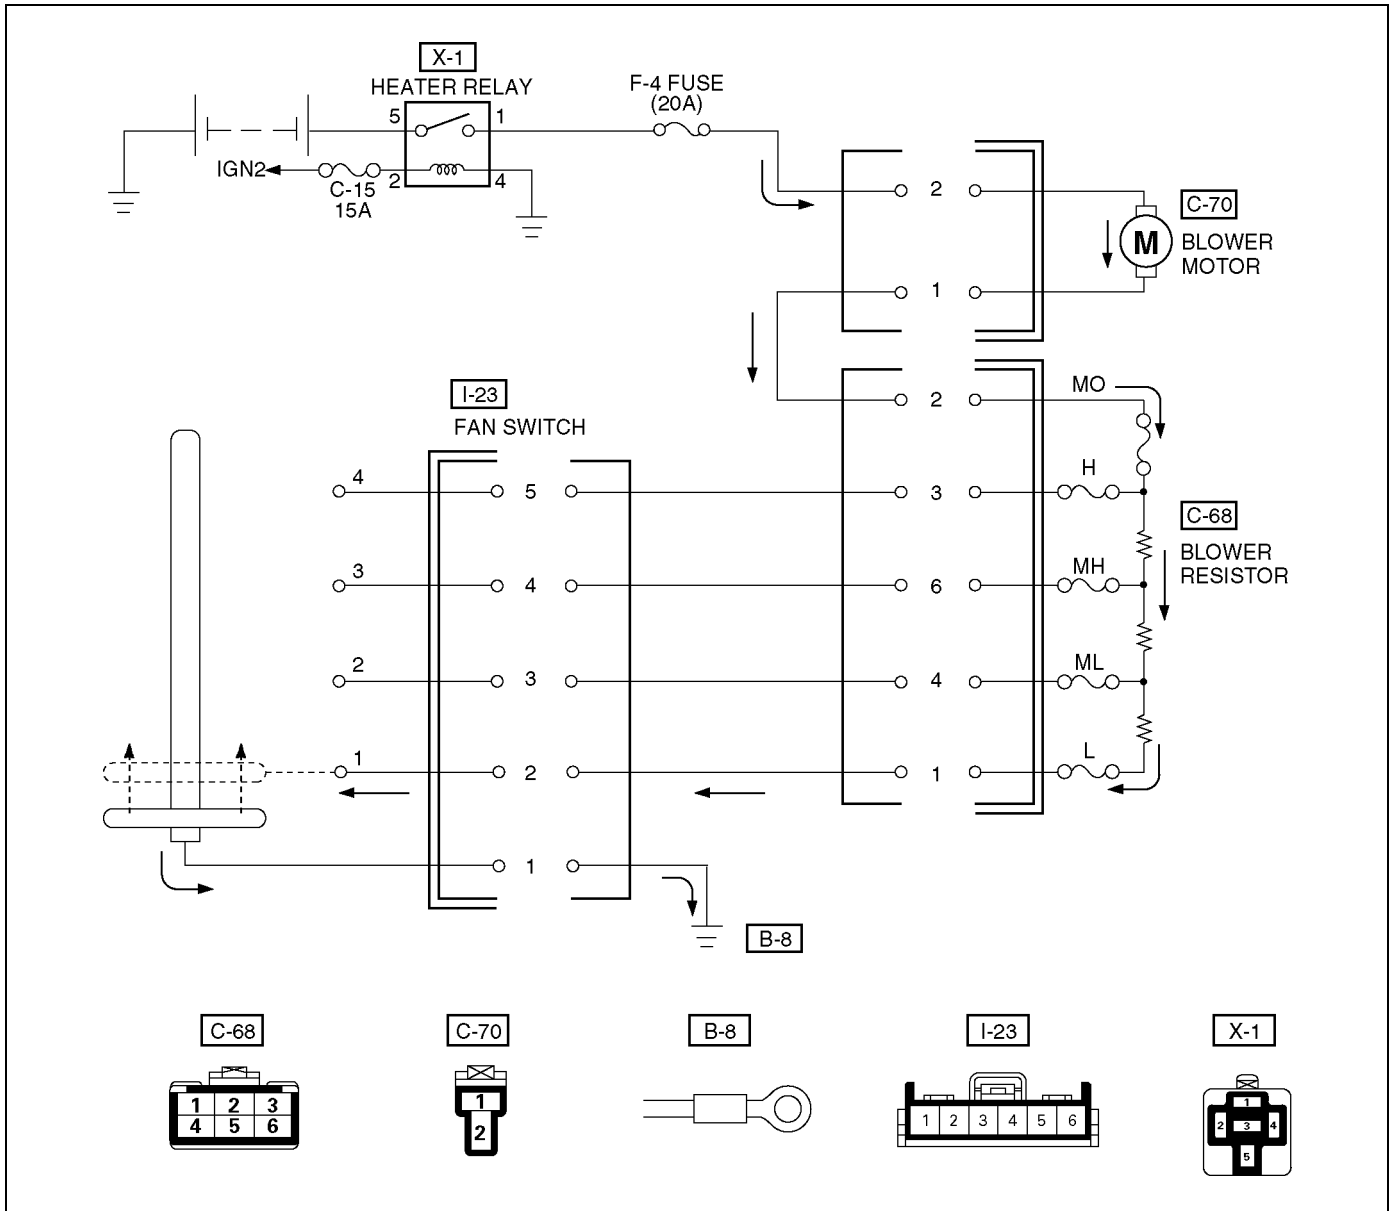 X-1
HEATER RELAY
F-4 FUSE
(20A)
5
1
IGN2
C-15
15A
2
4
2
C-70
M
BLOWER
MOTOR
1
I-23
FAN SWITCH
2
MO
4
5
3
H
C-68
BLOWER
RESISTOR
3
4
6
MH
2
3
4
ML
1
2
1
L
1
B-8
C-68
C-70
B-8
I-23
X-1
1 2 3
4 5 6
1
2
1 2 3 4 5 6
1
2 3 4
5